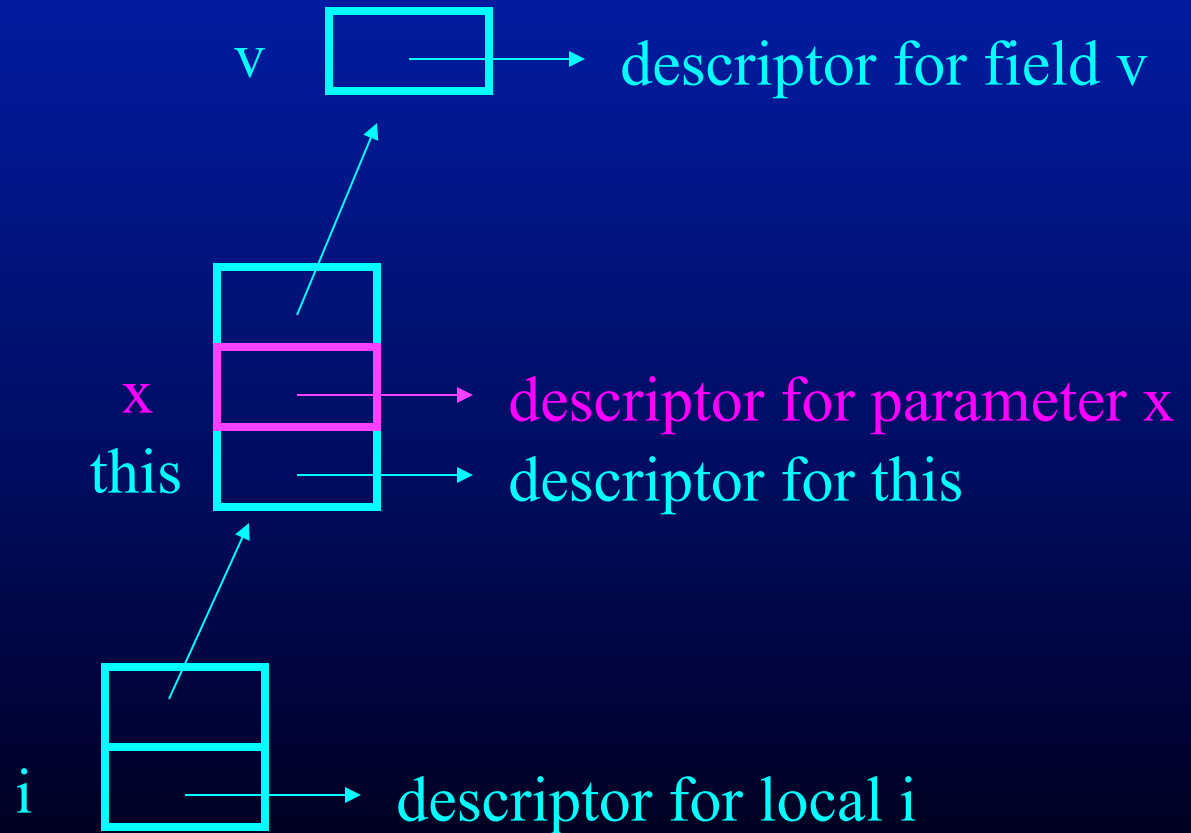 v descriptor for field v
x descriptor for parameter x
this descriptor for this
i descriptor for local i